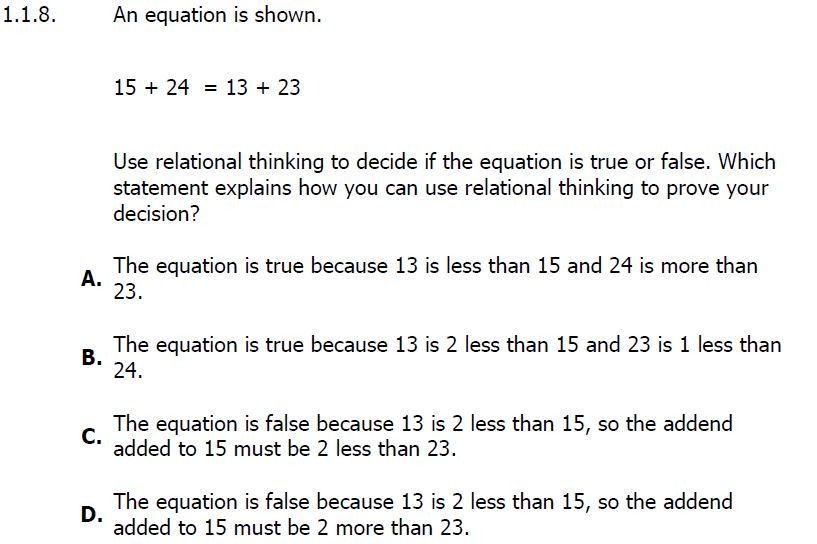 1.1.8. An equation is shown.
15 + 24 = 13 + 23
Use relational thinking to decide if the equation is true or false. Which
statement explains how you can use relational thinking to prove your
decision?
A. The equation is true because 13 is less than 15 and 24 is more than
23.
B. The equation is true because 13 is 2 less than 15 and 23 is 1 less than
24.
C. The equation is false because 13 is 2 less than 15, so the addend
added to 15 must be 2 less than 23.
D. The equation is false because 13 is 2 less than 15, so the addend
added to 15 must be 2 more than 23.